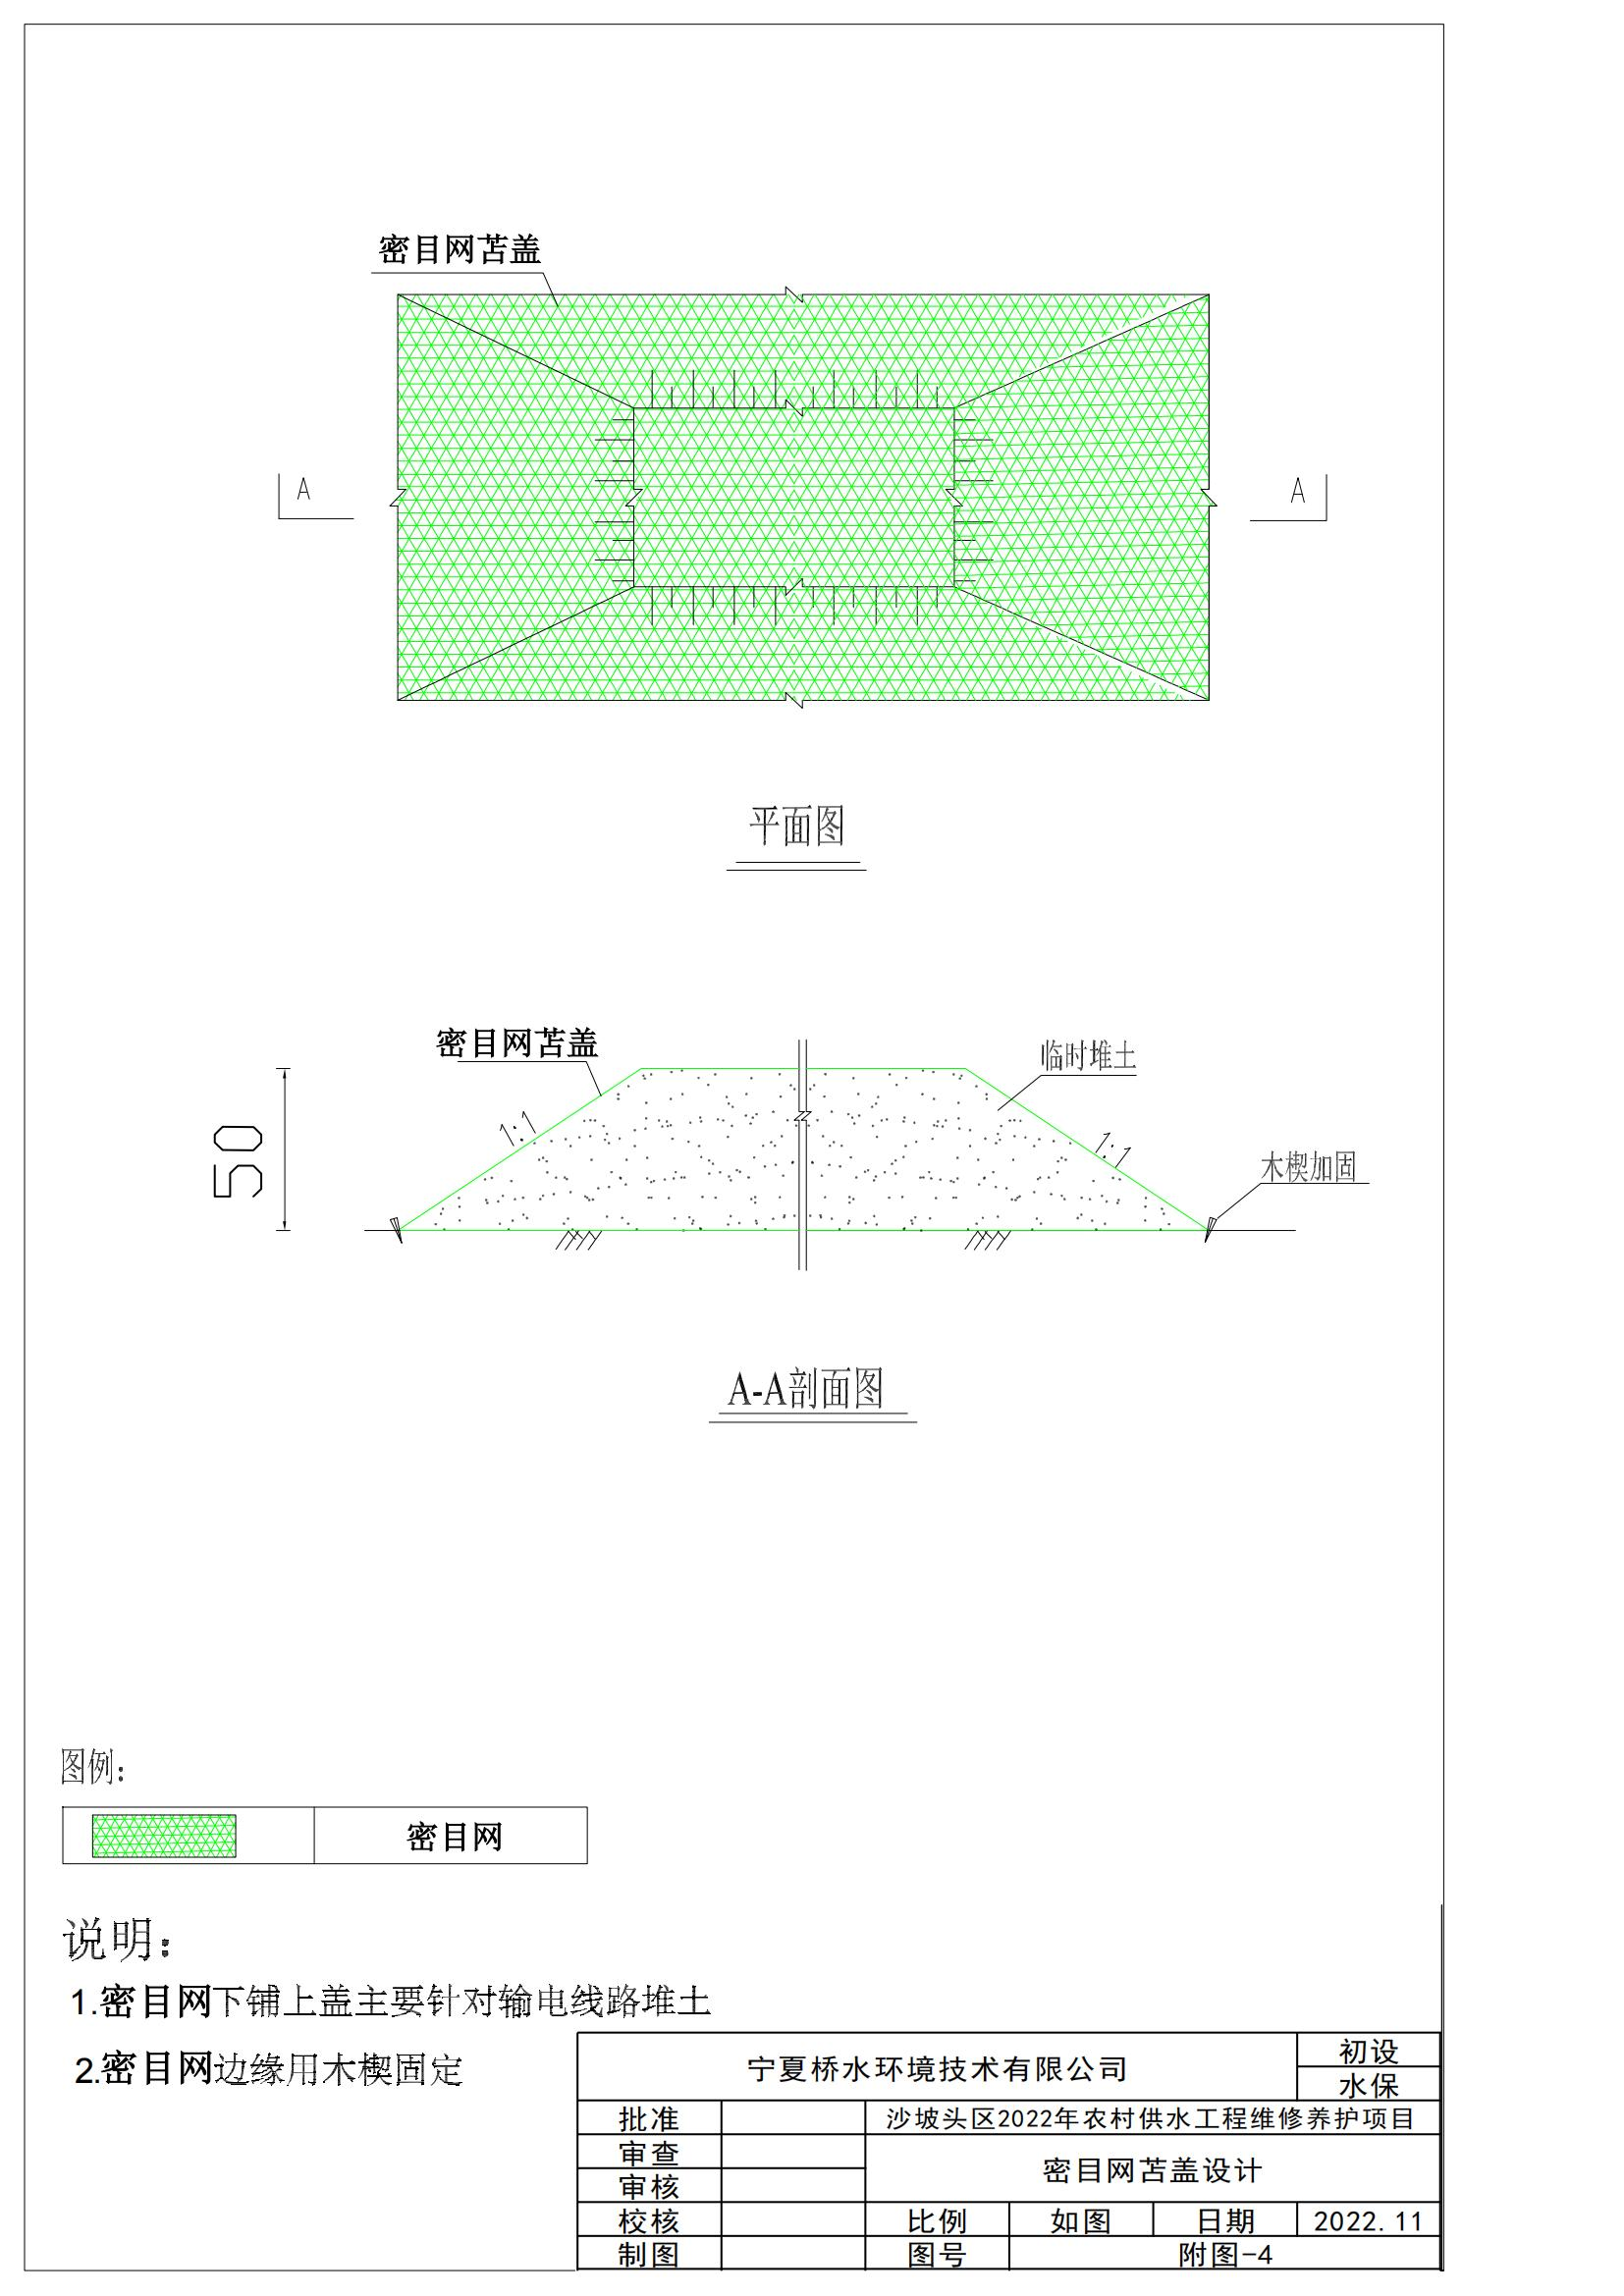 密目网苫盖
A
A
平面图
密目网苫盖
临时堆土
50
1:1
1:1
木楔加固
A-A剖面图
图例：
密目网
说明：
1.密目网下铺上盖主要针对输电线路堆土
2.密目网边缘用木楔固定
宁夏桥水环境技术有限公司
初设
水保
批准
沙坡头区2022年农村供水工程维修养护项目
审查
密目网苫盖设计
审核
校核
比例
如图
日期
2022.11
制图
图号
附图-4